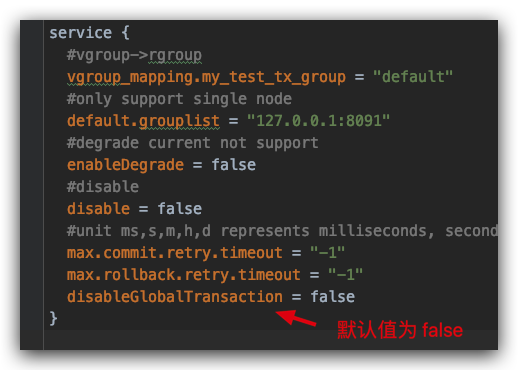 service {
#vgroup->rgroup
vgroup_mapping.my_test_tx_group = "default"
#only support single node
default.grouplist = "127.0.0.1:8091"
#degrade current not support
enableDegrade = false
#disable
disable = false
#unit ms,s,m,h,d represents milliseconds, second
max.commit.retry.timeout = "-1"
max.rollback.retry.timeout = "-1"
disableGlobalTransaction = false
}
默认值为 false